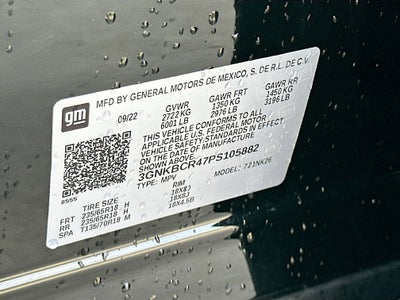 gm MFD BY GENERAL MOTORS DE MEXICO, S. DE R.L. DE C.V.
09/22 GVWR GAWR FRT GAWR RR
2722 KG 1350 KG 1450 KG
6001 LB 2976 LB 3196 LB
THIS VEHICLE CONFORMS TO ALL
APPLICABLE U.S. FEDERAL MOTOR
VEHICLE SAFETY STANDARDS IN EFFECT
ON THE DATE OF MANUFACTURE
SHOWN ABOVE.
3GNKBCR47PS105882
TYPE: MPV MODEL: 721NK26
TIRE SIZE RIM
FRT 235/65R18 H 18X8J
RR 235/65R18 H 18X8J
SPA T135/70R18 M 18X4.5B